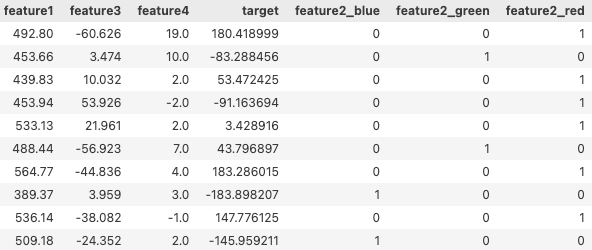 feature1 feature3 feature4 target feature2_blue feature2_green feature2_red
492.80 -60.626 19.0 180.418999 0 0 1
453.66 3.474 10.0 -83.288456 0 1 0
439.83 10.032 2.0 53.472425 0 0 1
453.94 53.926 -2.0 -91.163694 0 0 1
533.13 21.961 2.0 3.428916 0 0 1
488.44 -56.923 7.0 43.796897 0 1 0
564.77 -44.836 4.0 183.286015 0 0 1
389.37 3.959 3.0 -183.898207 1 0 0
536.14 -38.082 -1.0 147.776125 0 0 1
509.18 -24.352 2.0 -145.959211 1 0 0